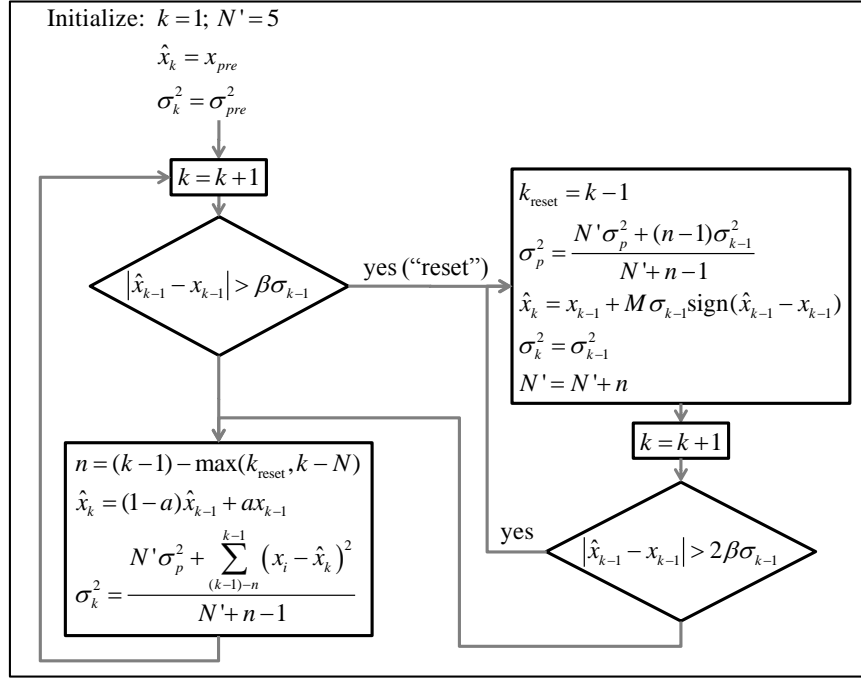 Initialize: k = 1; N' = 5
x̂_k = x_pre
σ_k^2 = σ_pre^2
k = k + 1
|x̂_{k−1} − x_{k−1}| > βσ_{k−1}
yes (“reset”)
k_reset = k − 1
σ_p^2 = (N'σ_p^2 + (n−1)σ_{k−1}^2) / (N' + n − 1)
x̂_k = x_{k−1} + Mσ_{k−1}sign(x̂_{k−1} − x_{k−1})
σ_k^2 = σ_{k−1}^2
N' = N' + n
k = k + 1
yes
|x̂_{k−1} − x_{k−1}| > 2βσ_{k−1}
n = (k−1) − max(k_reset, k − N)
x̂_k = (1−a)x̂_{k−1} + ax_{k−1}
σ_k^2 = (N'σ_p^2 + ∑_{(k−1)−n}^{k−1} (x_i − x̂_k)^2) / (N' + n − 1)